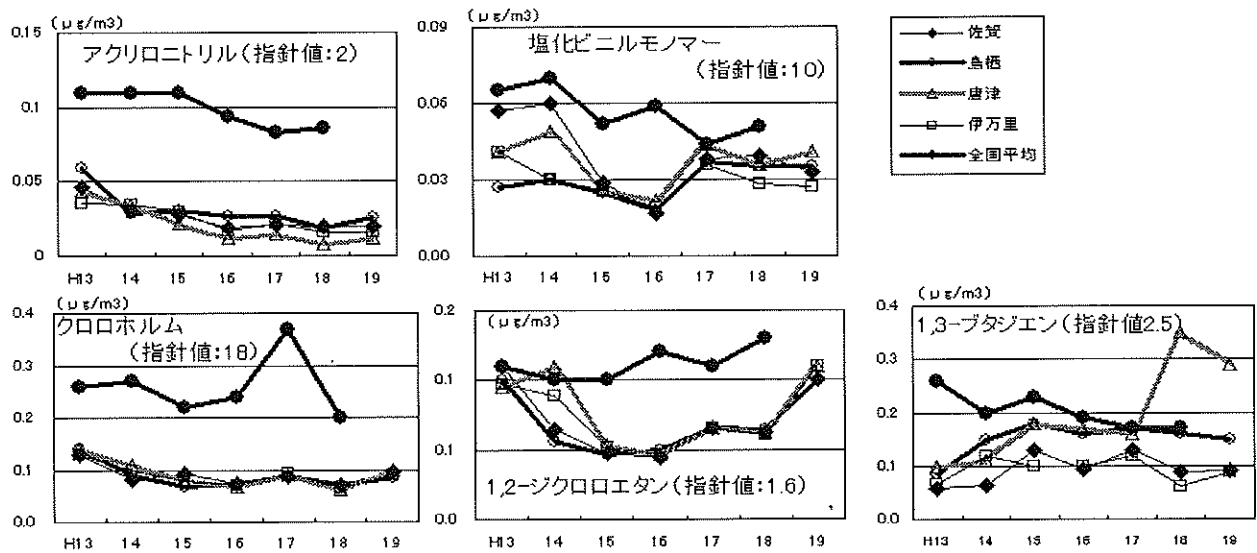 (μg/m3)
0.15
アクリロニトリル(指針値:2)
0.1
0.05
0
H13 14 15 16 17 18 19
(μg/m3)
0.09
塩化ビニルモノマー
(指針値:10)
0.06
0.03
0.00
H13 14 15 16 17 18 19
佐賀
鳥栖
唐津
伊万里
全国平均
(μg/m3)
0.4
クロロホルム
(指針値:18)
0.3
0.2
0.1
0.0
H13 14 15 16 17 18 19
0.2
(μg/m3)
0.1
0.1
1,2-ジクロロエタン(指針値:1.6)
0.0
H13 14 15 16 17 18 19
(μg/m3)
0.4
1,3-ブタジエン(指針値2.5)
0.3
0.2
0.1
0.0
H13 14 15 16 17 18 19